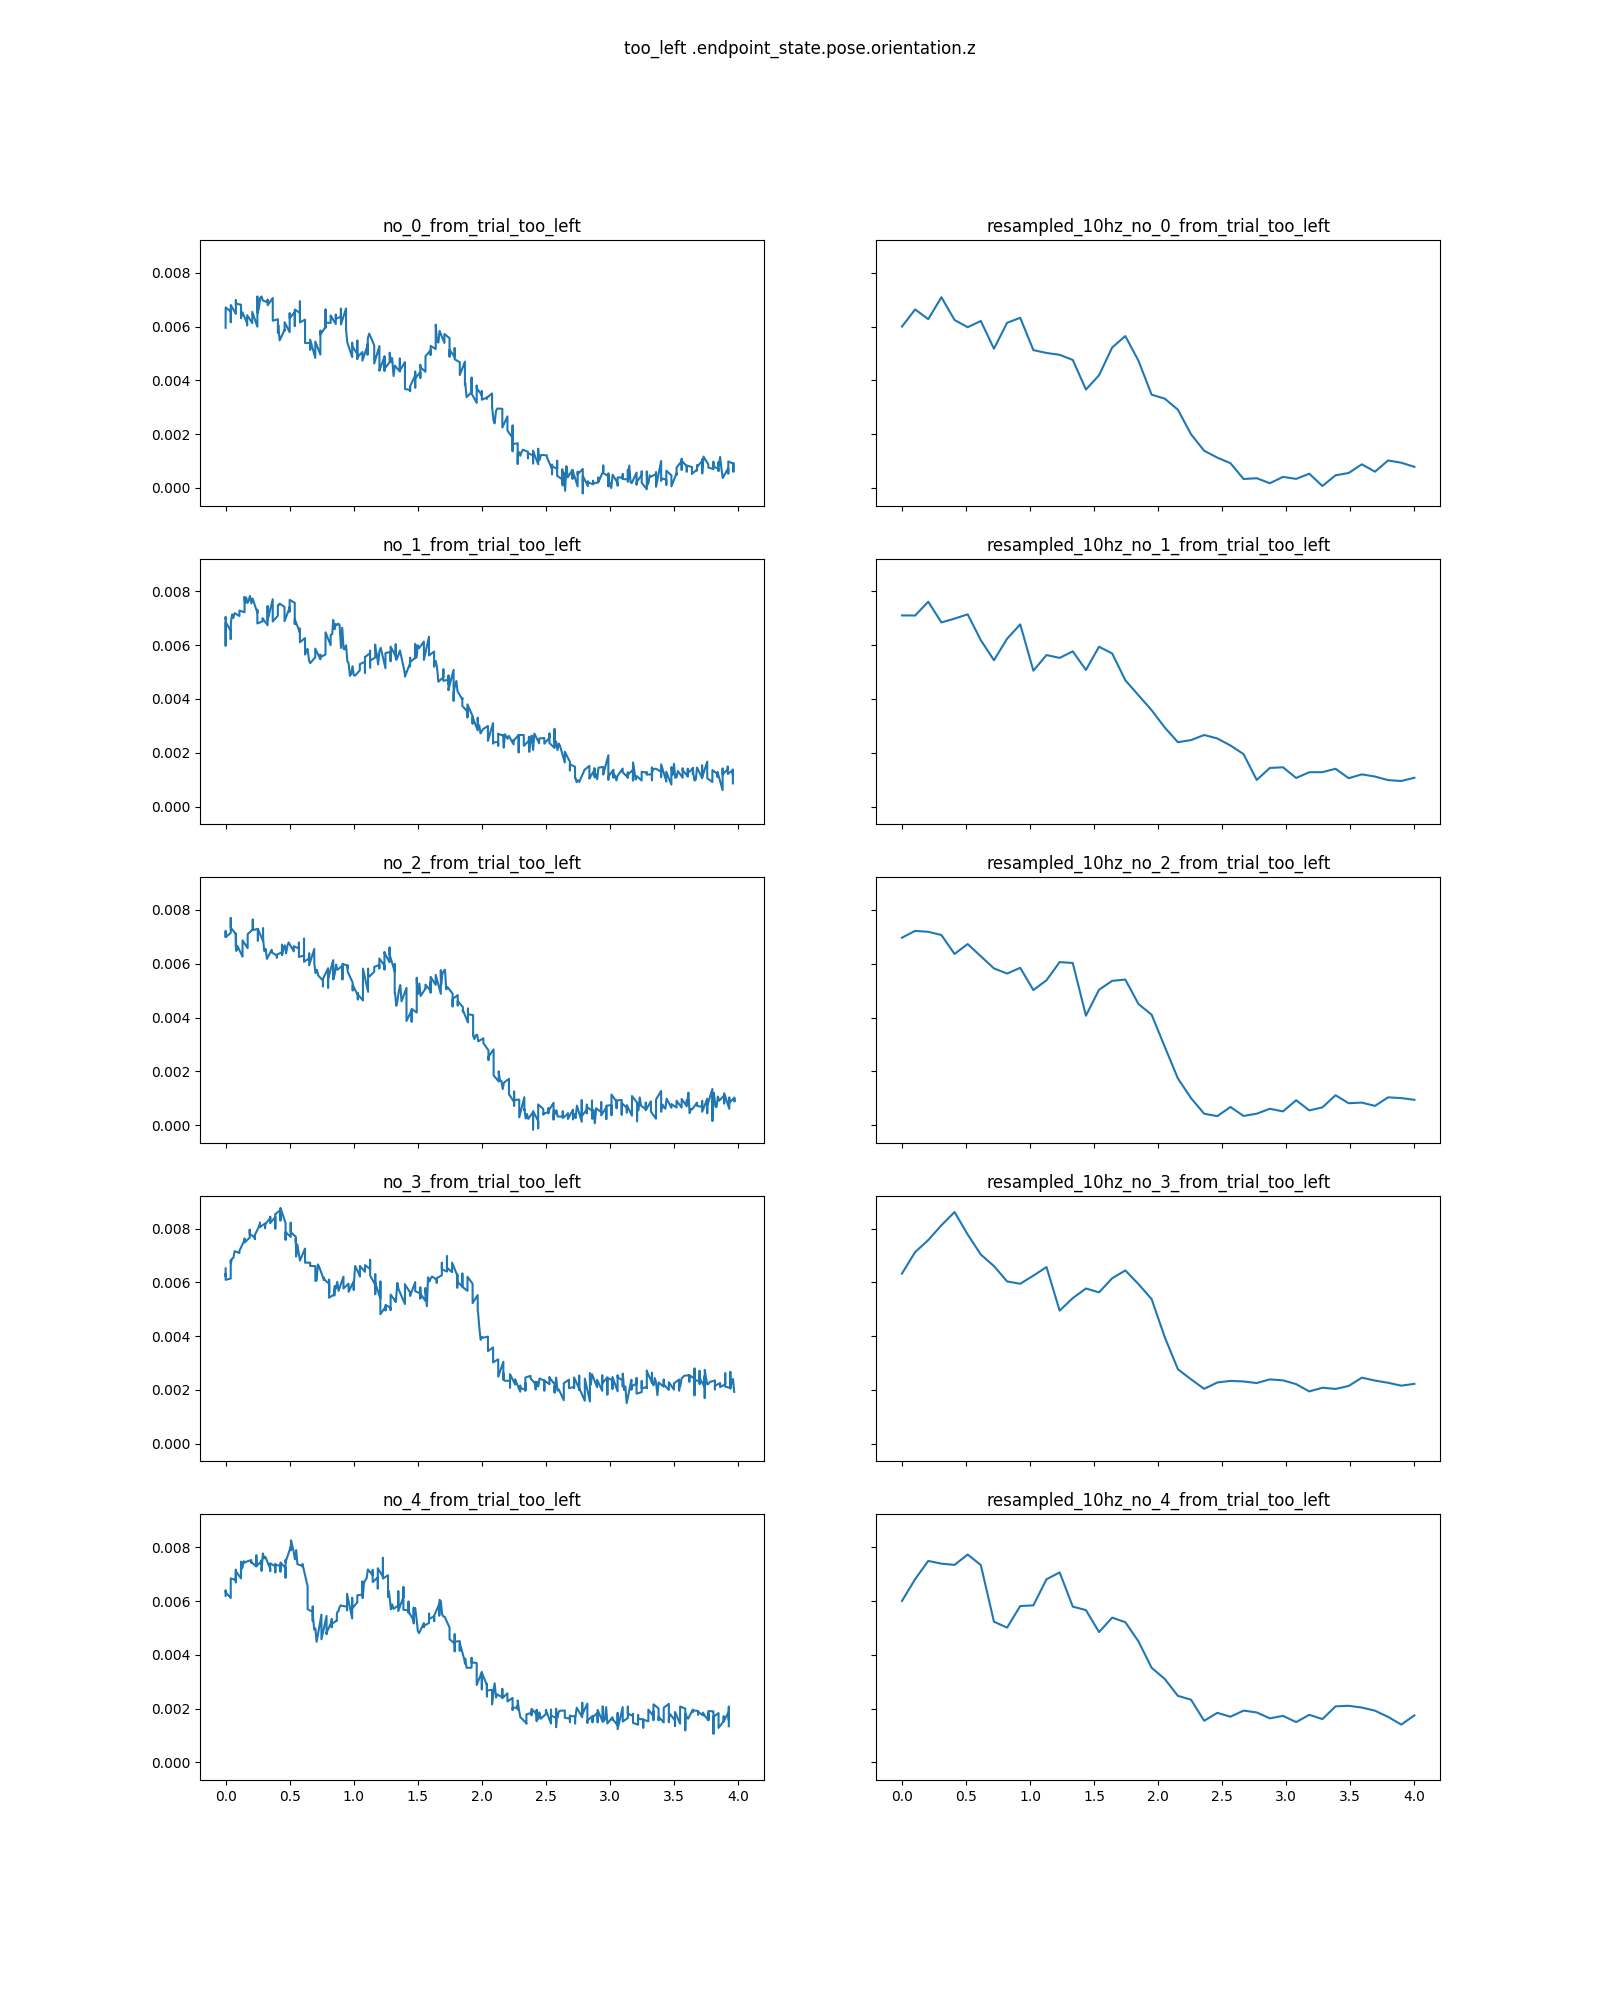 too_left .endpoint_state.pose.orientation.z
no_0_from_trial_too_left
resampled_10hz_no_0_from_trial_too_left
0.008
0.006
0.004
0.002
0.000
no_1_from_trial_too_left
resampled_10hz_no_1_from_trial_too_left
0.008
0.006
0.004
0.002
0.000
no_2_from_trial_too_left
resampled_10hz_no_2_from_trial_too_left
0.008
0.006
0.004
0.002
0.000
no_3_from_trial_too_left
resampled_10hz_no_3_from_trial_too_left
0.008
0.006
0.004
0.002
0.000
no_4_from_trial_too_left
resampled_10hz_no_4_from_trial_too_left
0.008
0.006
0.004
0.002
0.000
0.0 0.5 1.0 1.5 2.0 2.5 3.0 3.5 4.0
0.0 0.5 1.0 1.5 2.0 2.5 3.0 3.5 4.0